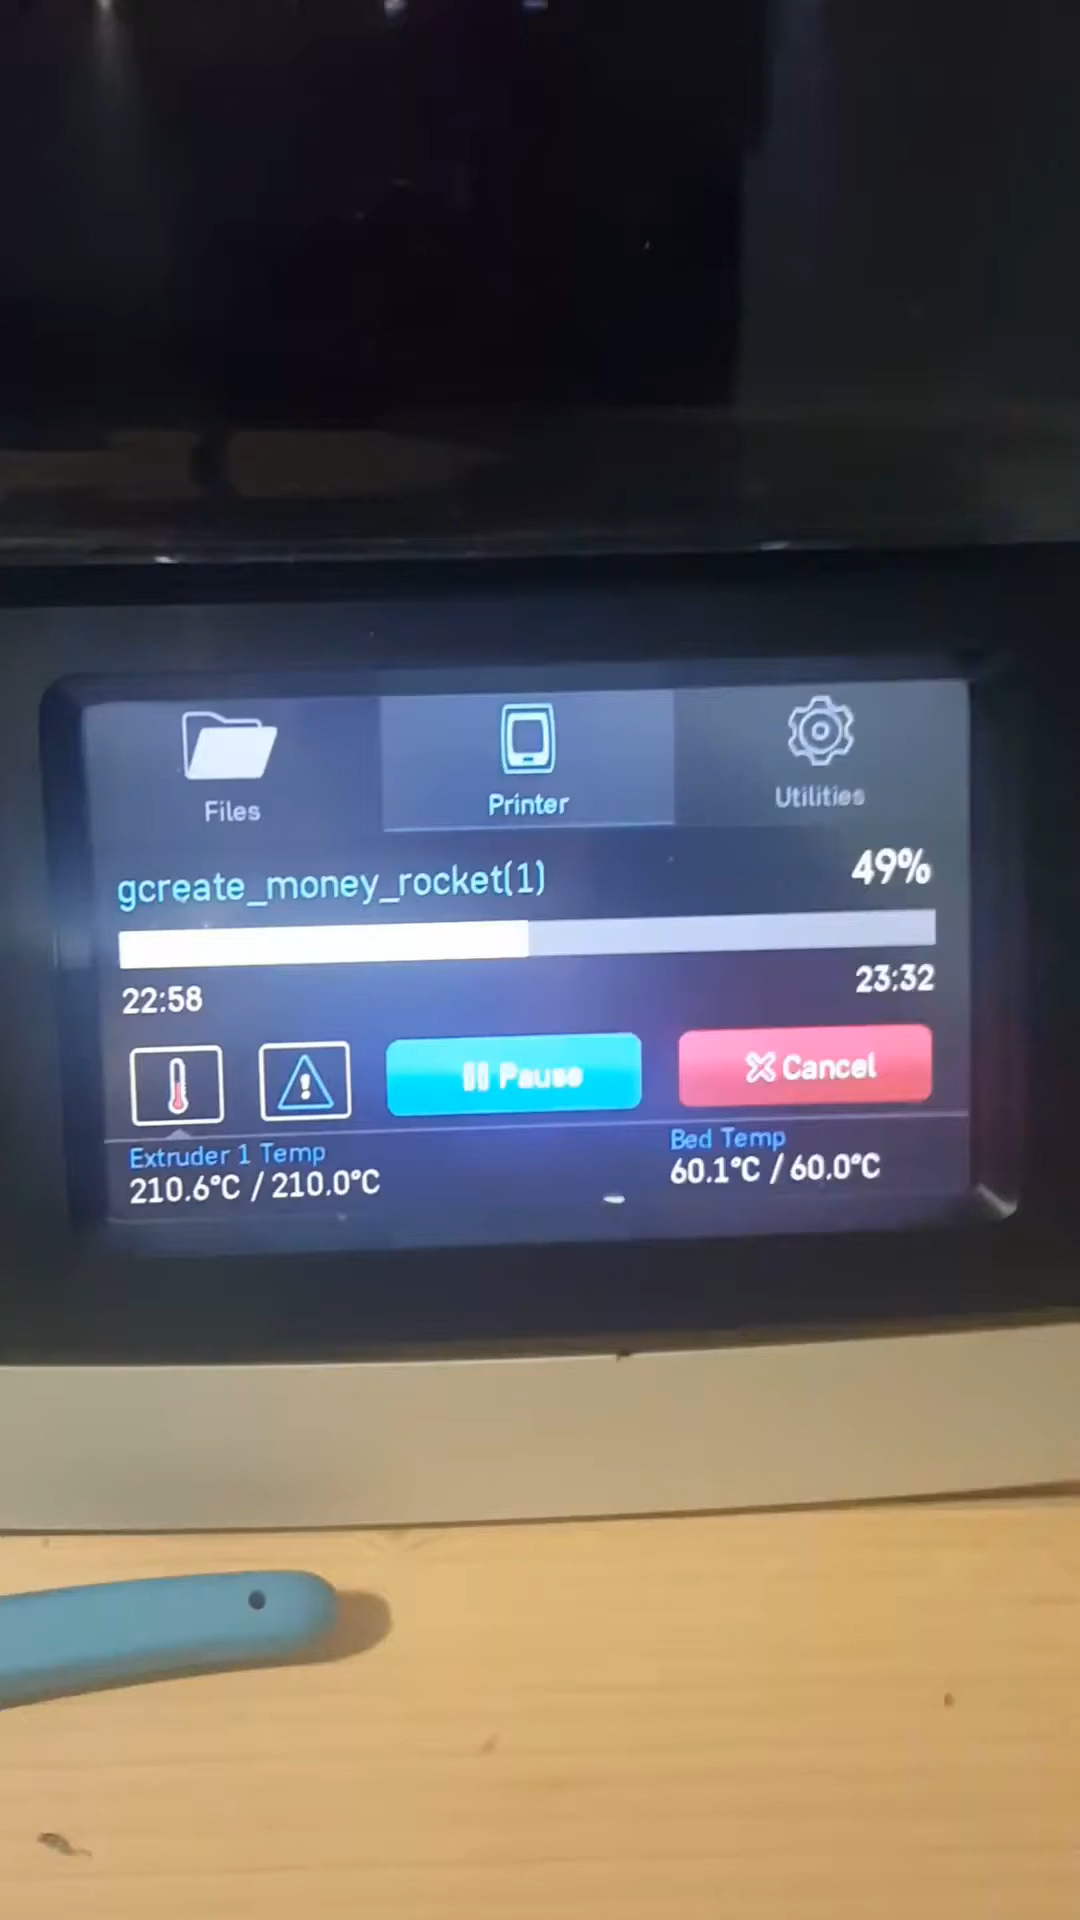 Files
Printer
Utilities
gcreate_money_rocket(1)
49%
22:58
23:32
Pause
Cancel
Extruder 1 Temp
210.6°C / 210.0°C
Bed Temp
60.1°C / 60.0°C